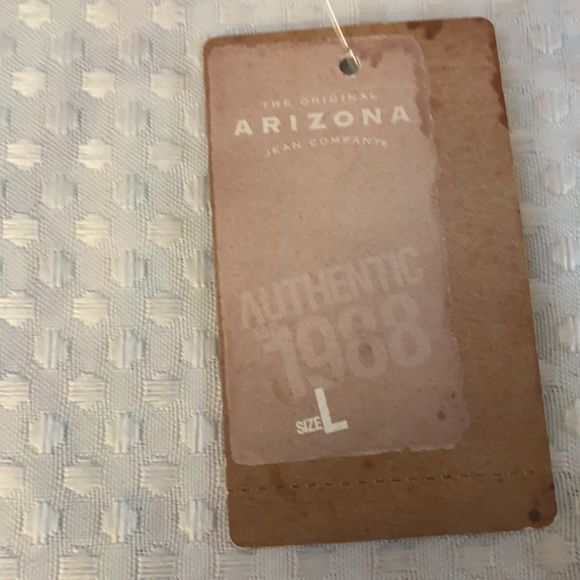 THE ORIGINAL
ARIZONA
JEAN COMPANY
AUTHENTIC
1988
SIZE L